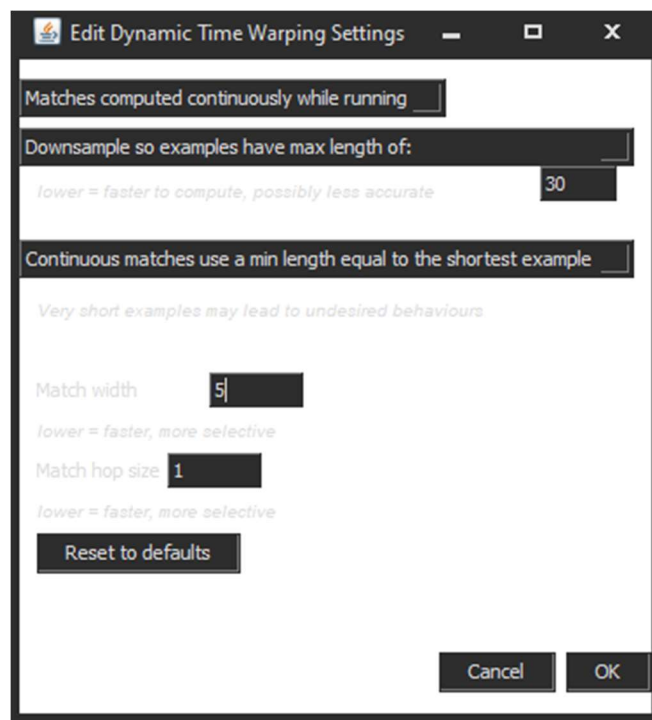 Edit Dynamic Time Warping Settings
Matches computed continuously while running
Downsample so examples have max length of:
lower = faster to compute, possibly less accurate
30
Continuous matches use a min length equal to the shortest example
Very short examples may lead to undesired behaviours
Match width 5
lower = faster, more selective
Match hop size 1
lower = faster, more selective
Reset to defaults
Cancel OK